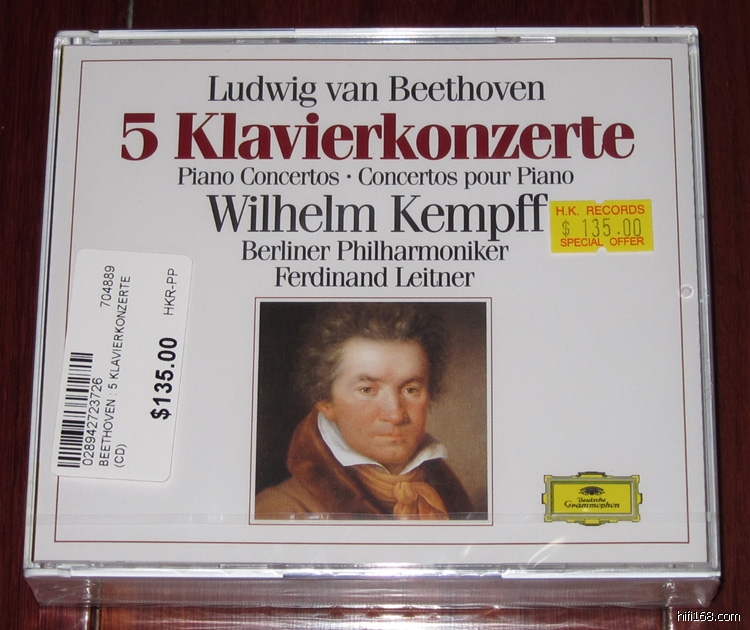 Ludwig van Beethoven
5 Klavierkonzerte
Piano Concertos · Concertos pour Piano
Wilhelm Kempff
Berliner Philharmoniker
Ferdinand Leitner
H.K. RECORDS
$ 135.00
SPECIAL OFFER
704889
HKR-PP
$135.00
028942723726
BEETHOVEN : 5 KLAVIERKONZERTE
(CD)
Deutsche
Grammophon
hifi168.com